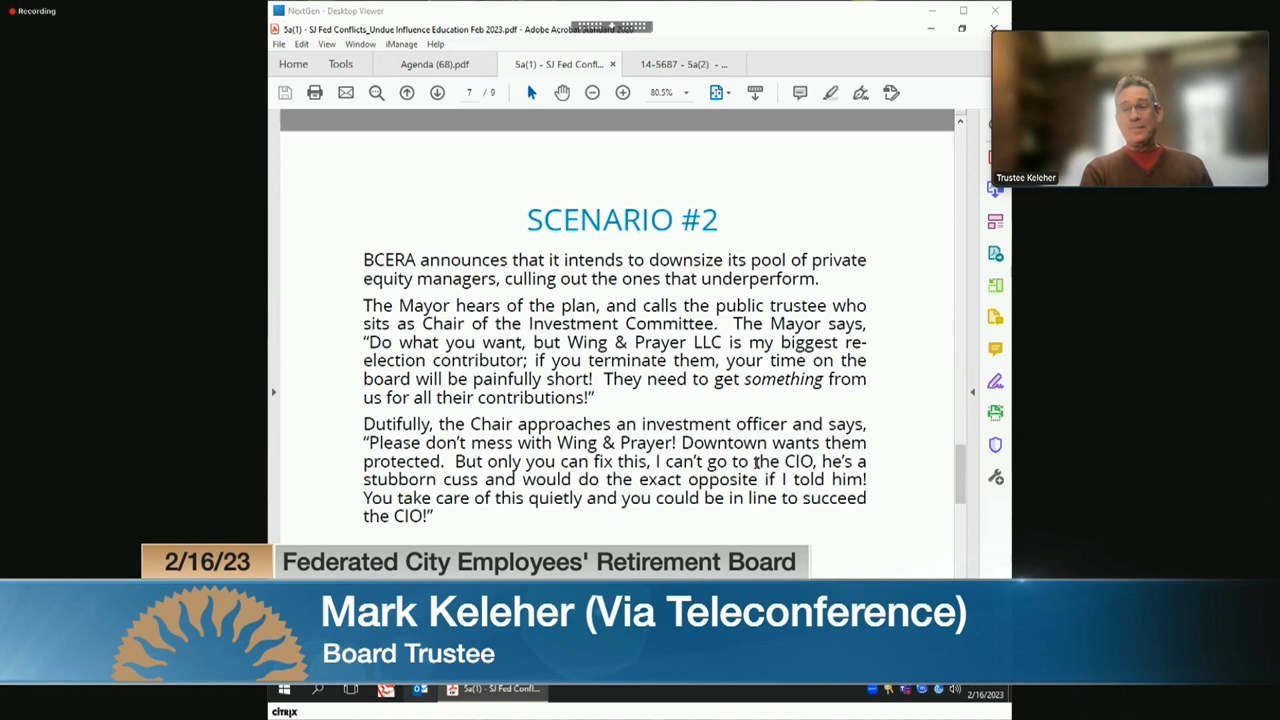 Recording
NextGen - Desktop Viewer
5a(1) - SJ Fed Conflicts_Undue Influence Education Feb 2023.pdf - Adobe Acrobat Standard 2020
File Edit View Window iManage Help
Home Tools Agenda (68).pdf 5a(1) - SJ Fed Confl... × 14-5687 - 5a(2) - ...
7 / 9 80.5%
Trustee Keleher
SCENARIO #2
BCERA announces that it intends to downsize its pool of private
equity managers, culling out the ones that underperform.
The Mayor hears of the plan, and calls the public trustee who
sits as Chair of the Investment Committee. The Mayor says,
“Do what you want, but Wing & Prayer LLC is my biggest re-
election contributor; if you terminate them, your time on the
board will be painfully short! They need to get something from
us for all their contributions!”
Dutifully, the Chair approaches an investment officer and says,
“Please don’t mess with Wing & Prayer! Downtown wants them
protected. But only you can fix this, I can’t go to the CIO, he’s a
stubborn cuss and would do the exact opposite if I told him!
You take care of this quietly and you could be in line to succeed
the CIO!”
2/16/23 Federated City Employees' Retirement Board
Mark Keleher (Via Teleconference)
Board Trustee
5a(1) - SJ Fed Confl...
2/16/2023
CITRIX